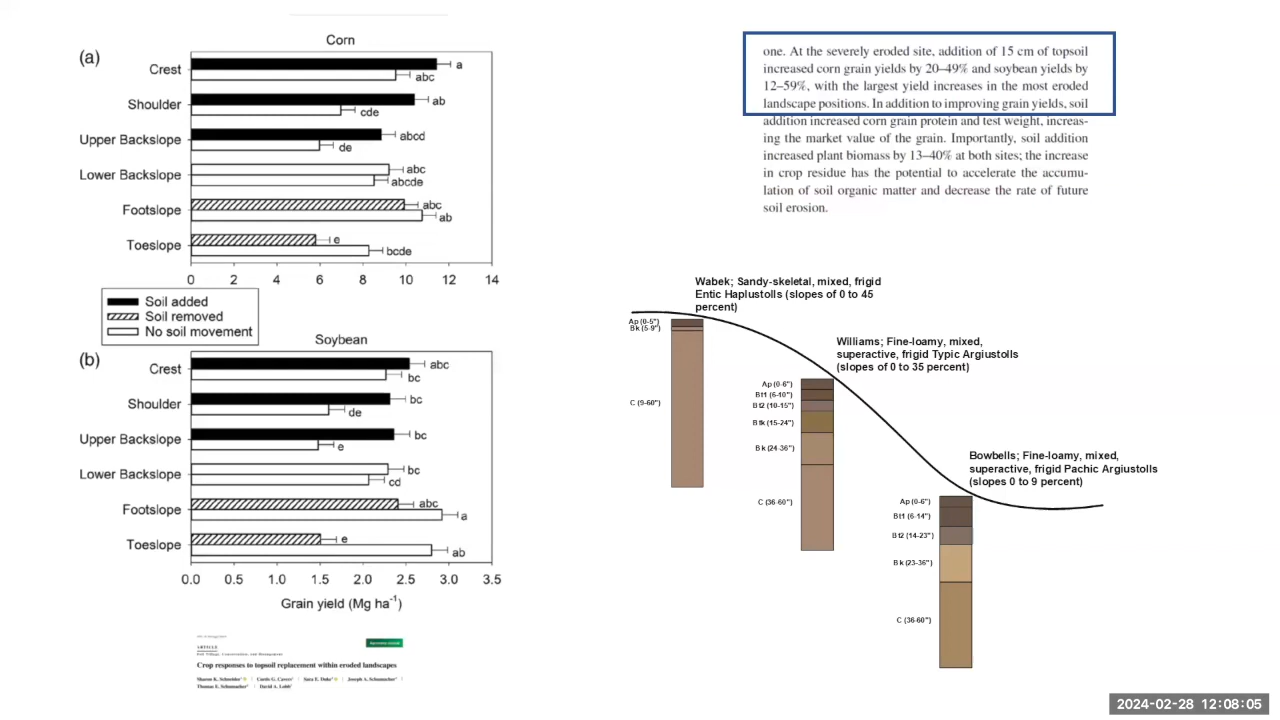 Corn
(a)
Crest
a
abc
Shoulder
ab
cde
Upper Backslope
abcd
de
Lower Backslope
abc
abcde
Footslope
abc
ab
Toeslope
e
bcde
0 2 4 6 8 10 12 14
Soil added
Soil removed
No soil movement
Soybean
(b)
Crest
abc
bc
Shoulder
bc
de
Upper Backslope
bc
e
Lower Backslope
bc
cd
Footslope
abc
a
Toeslope
e
ab
0.0 0.5 1.0 1.5 2.0 2.5 3.0 3.5
Grain yield (Mg ha⁻¹)
ARTICLE
Crop responses to topsoil replacement within eroded landscapes
one. At the severely eroded site, addition of 15 cm of topsoil
increased corn grain yields by 20–49% and soybean yields by
12–59%, with the largest yield increases in the most eroded
landscape positions. In addition to improving grain yields, soil
addition increased corn grain protein and test weight, increas-
ing the market value of the grain. Importantly, soil addition
increased plant biomass by 13–40% at both sites; the increase
in crop residue has the potential to accelerate the accumu-
lation of soil organic matter and decrease the rate of future
soil erosion.
Wabek; Sandy-skeletal, mixed, frigid
Entic Haplustolls (slopes of 0 to 45
percent)
Ap (0-5")
Bk (5-9")
C (9-60")
Williams; Fine-loamy, mixed,
superactive, frigid Typic Argiustolls
(slopes of 0 to 35 percent)
Ap (0-6")
Bt1 (6-10")
Bt2 (10-15")
Btk (15-24")
Bk (24-36")
C (36-60")
Bowbells; Fine-loamy, mixed,
superactive, frigid Pachic Argiustolls
(slopes 0 to 9 percent)
Ap (0-6")
Bt1 (6-14")
Bt2 (14-23")
Bk (23-36")
C (36-60")
2024-02-28 12:08:05